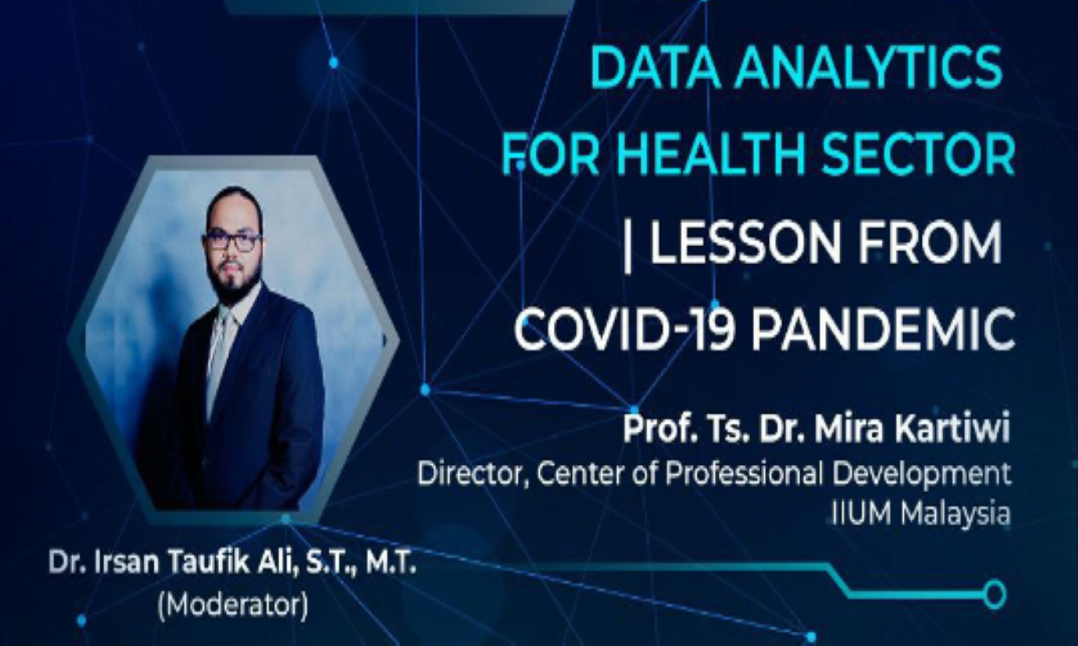 DATA ANALYTICS
FOR HEALTH SECTOR
| LESSON FROM
COVID-19 PANDEMIC
Prof. Ts. Dr. Mira Kartiwi
Director, Center of Professional Development
IIUM Malaysia
Dr. Irsan Taufik Ali, S.T., M.T.
(Moderator)